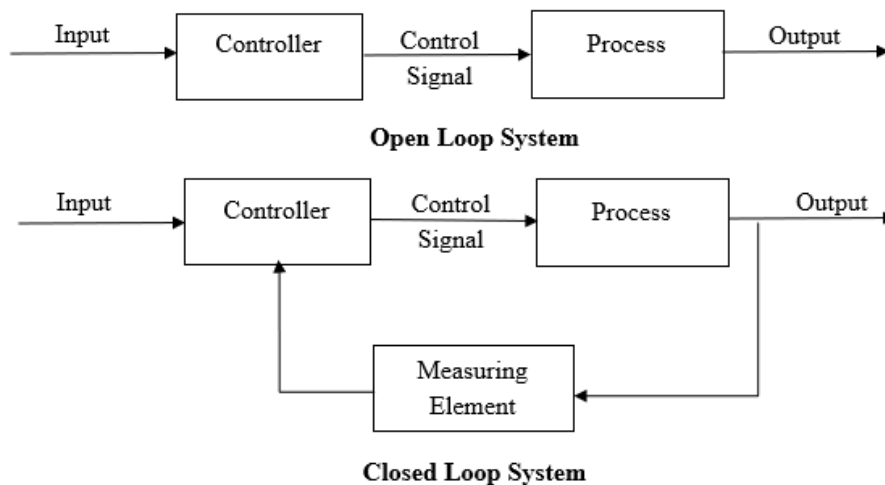 Input
Controller
Control
Signal
Process
Output
Open Loop System
Input
Controller
Control
Signal
Process
Output
Measuring
Element
Closed Loop System